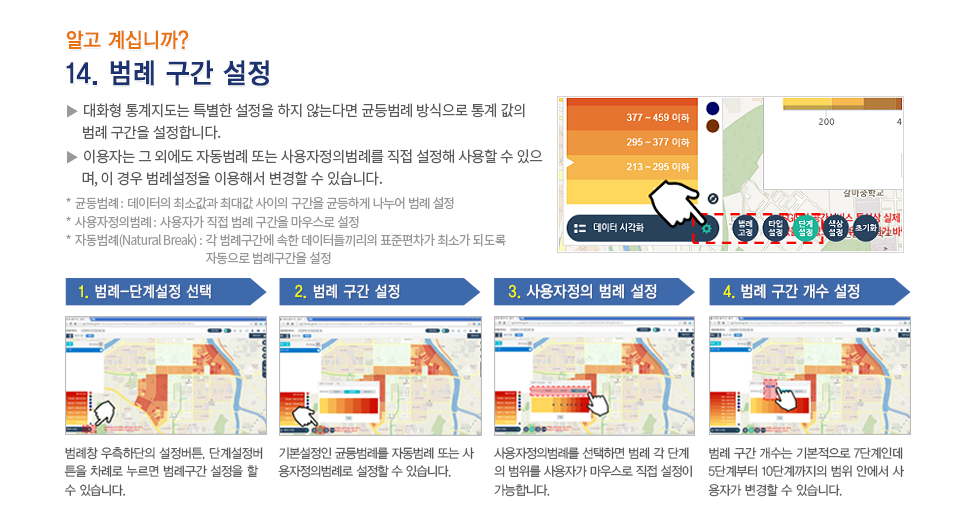 알고 계십니까?
14. 범례 구간 설정
▶ 대화형 통계지도는 특별한 설정을 하지 않는다면 균등범례 방식으로 통계 값의
범례 구간을 설정합니다.
▶ 이용자는 그 외에도 자동범례 또는 사용자정의범례를 직접 설정해 사용할 수 있으
며, 이 경우 범례설정을 이용해서 변경할 수 있습니다.
* 균등범례 : 데이터의 최소값과 최대값 사이의 구간을 균등하게 나누어 범례 설정
* 사용자정의범례 : 사용자가 직접 범례 구간을 마우스로 설정
* 자동범례(Natural Break) : 각 범례구간에 속한 데이터들끼리의 표준편차가 최소가 되도록
자동으로 범례구간을 설정
377 ~ 459 이하
295 ~ 377 이하
213 ~ 295 이하
200
4
갈마중학교
데이터 시각화
범례
고정
타입
설정
단계
설정
색상
설정
초기화
실제
1. 범례-단계설정 선택
2. 범례 구간 설정
3. 사용자정의 범례 설정
4. 범례 구간 개수 설정
범례창 우측하단의 설정버튼, 단계설정버
튼을 차례로 누르면 범례구간 설정을 할
수 있습니다.
기본설정인 균등범례를 자동범례 또는 사
용자정의범례로 설정할 수 있습니다.
사용자정의범례를 선택하면 범례 각 단계
의 범위를 사용자가 마우스로 직접 설정이
가능합니다.
범례 구간 개수는 기본적으로 7단계인데
5단계부터 10단계까지의 범위 안에서 사
용자가 변경할 수 있습니다.